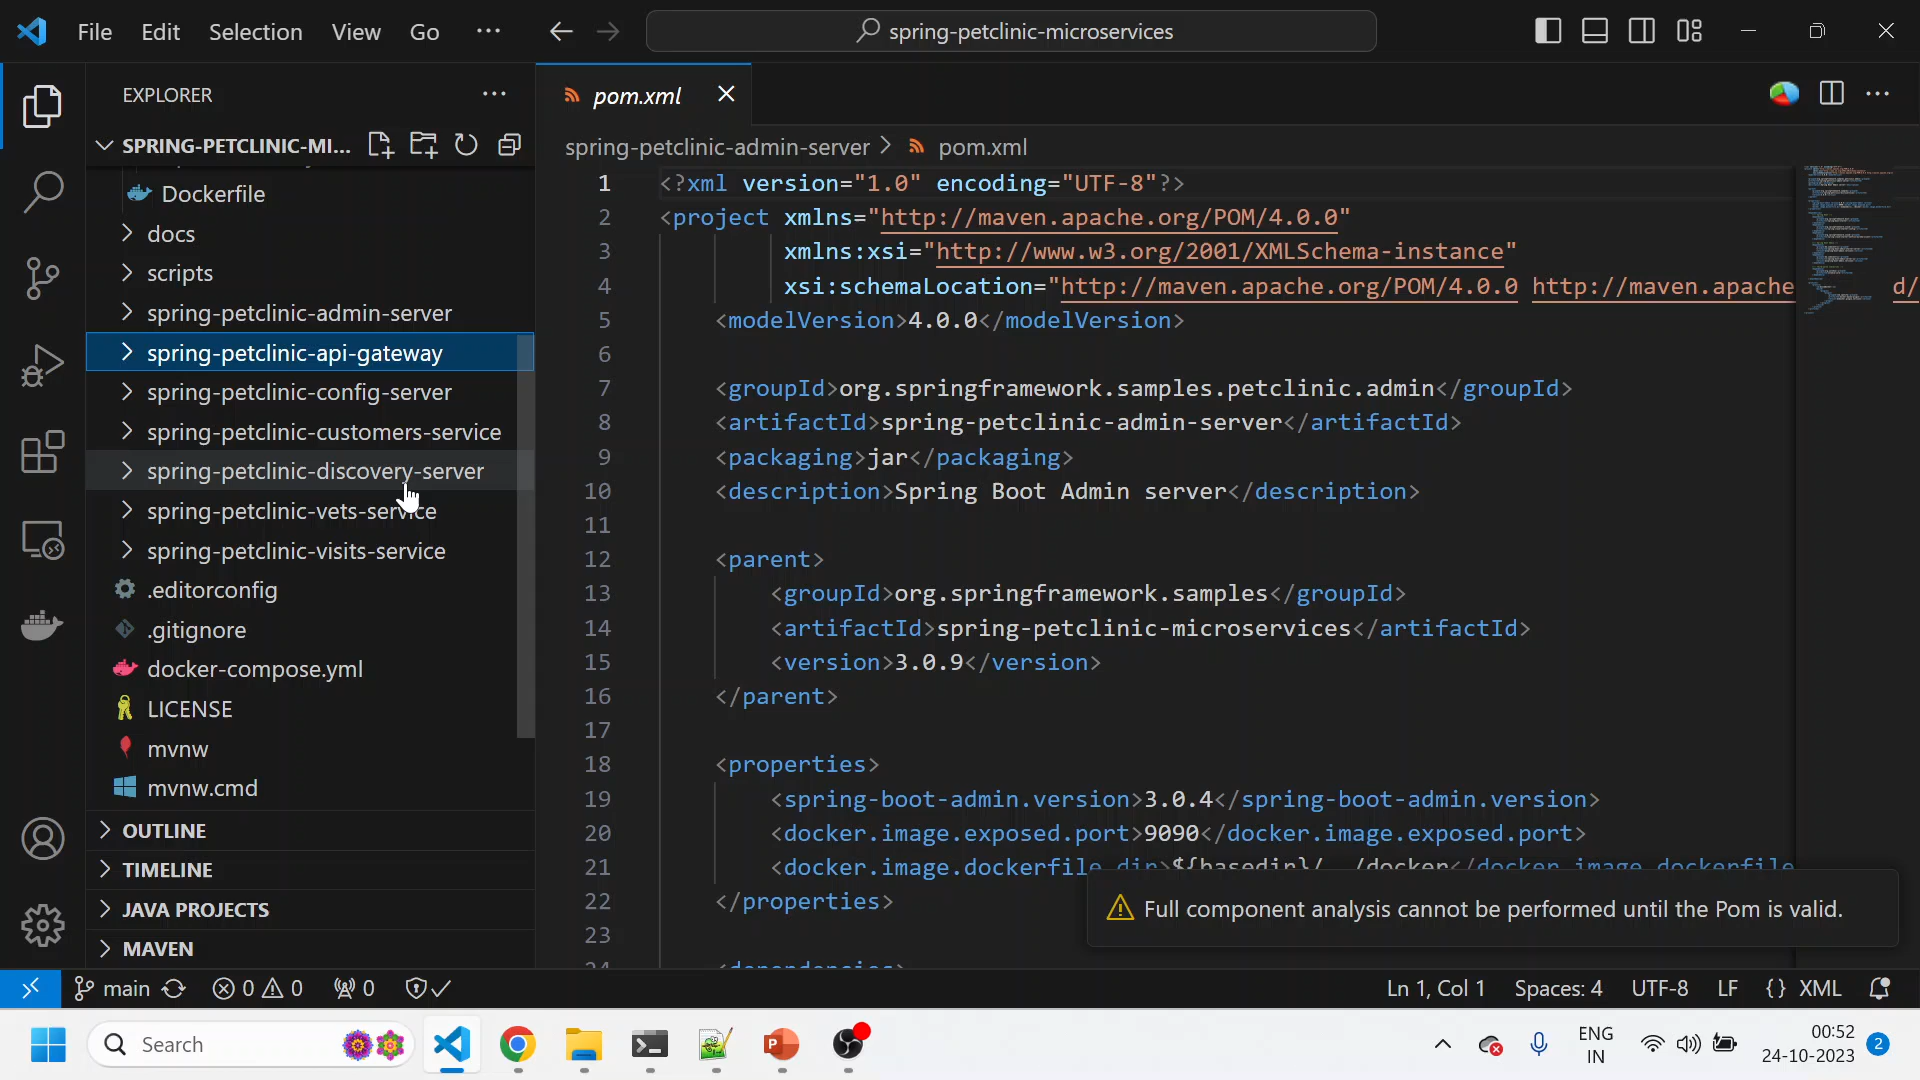 File Edit Selection View Go ···
spring-petclinic-microservices
EXPLORER
SPRING-PETCLINIC-MI...
Dockerfile
docs
scripts
spring-petclinic-admin-server
spring-petclinic-api-gateway
spring-petclinic-config-server
spring-petclinic-customers-service
spring-petclinic-discovery-server
spring-petclinic-vets-service
spring-petclinic-visits-service
.editorconfig
.gitignore
docker-compose.yml
LICENSE
mvnw
mvnw.cmd
OUTLINE
TIMELINE
JAVA PROJECTS
MAVEN
pom.xml
spring-petclinic-admin-server > pom.xml
1 <?xml version="1.0" encoding="UTF-8"?>
2 <project xmlns="http://maven.apache.org/POM/4.0.0"
3 xmlns:xsi="http://www.w3.org/2001/XMLSchema-instance"
4 xsi:schemaLocation="http://maven.apache.org/POM/4.0.0 http://maven.apache d/
5 <modelVersion>4.0.0</modelVersion>
6
7 <groupId>org.springframework.samples.petclinic.admin</groupId>
8 <artifactId>spring-petclinic-admin-server</artifactId>
9 <packaging>jar</packaging>
10 <description>Spring Boot Admin server</description>
11
12 <parent>
13 <groupId>org.springframework.samples</groupId>
14 <artifactId>spring-petclinic-microservices</artifactId>
15 <version>3.0.9</version>
16 </parent>
17
18 <properties>
19 <spring-boot-admin.version>3.0.4</spring-boot-admin.version>
20 <docker.image.exposed.port>9090</docker.image.exposed.port>
21 <docker.image.dockerfile.dir>${basedir}/../docker</docker.image.dockerfile
22 </properties>
23
24 <dependencies>
Full component analysis cannot be performed until the Pom is valid.
main 0 0 0 Ln 1, Col 1 Spaces: 4 UTF-8 LF {} XML
Search
P
ENG
IN
00:52
24-10-2023
2